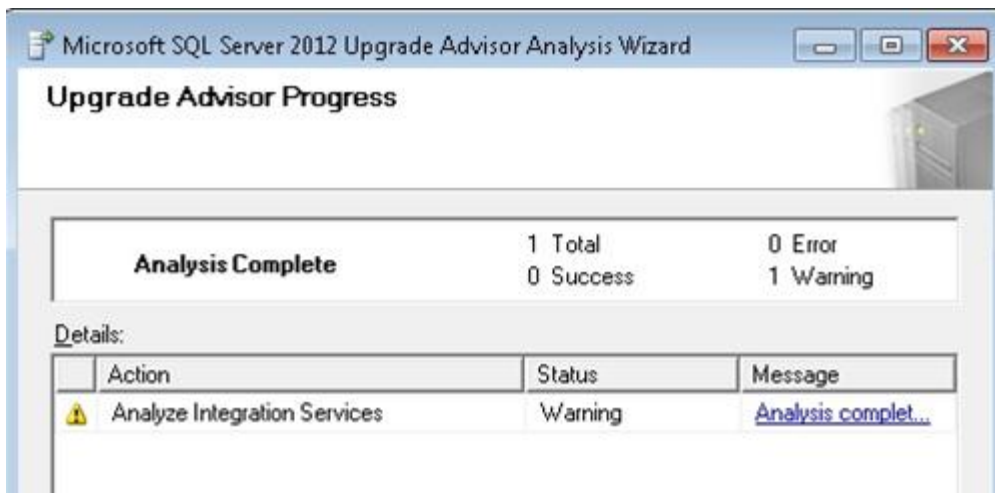 Microsoft SQL Server 2012 Upgrade Advisor Analysis Wizard
Upgrade Advisor Progress
Analysis Complete
1 Total
0 Error
0 Success
1 Warning
Details:
Action Status Message
Analyze Integration Services Warning Analysis complet...